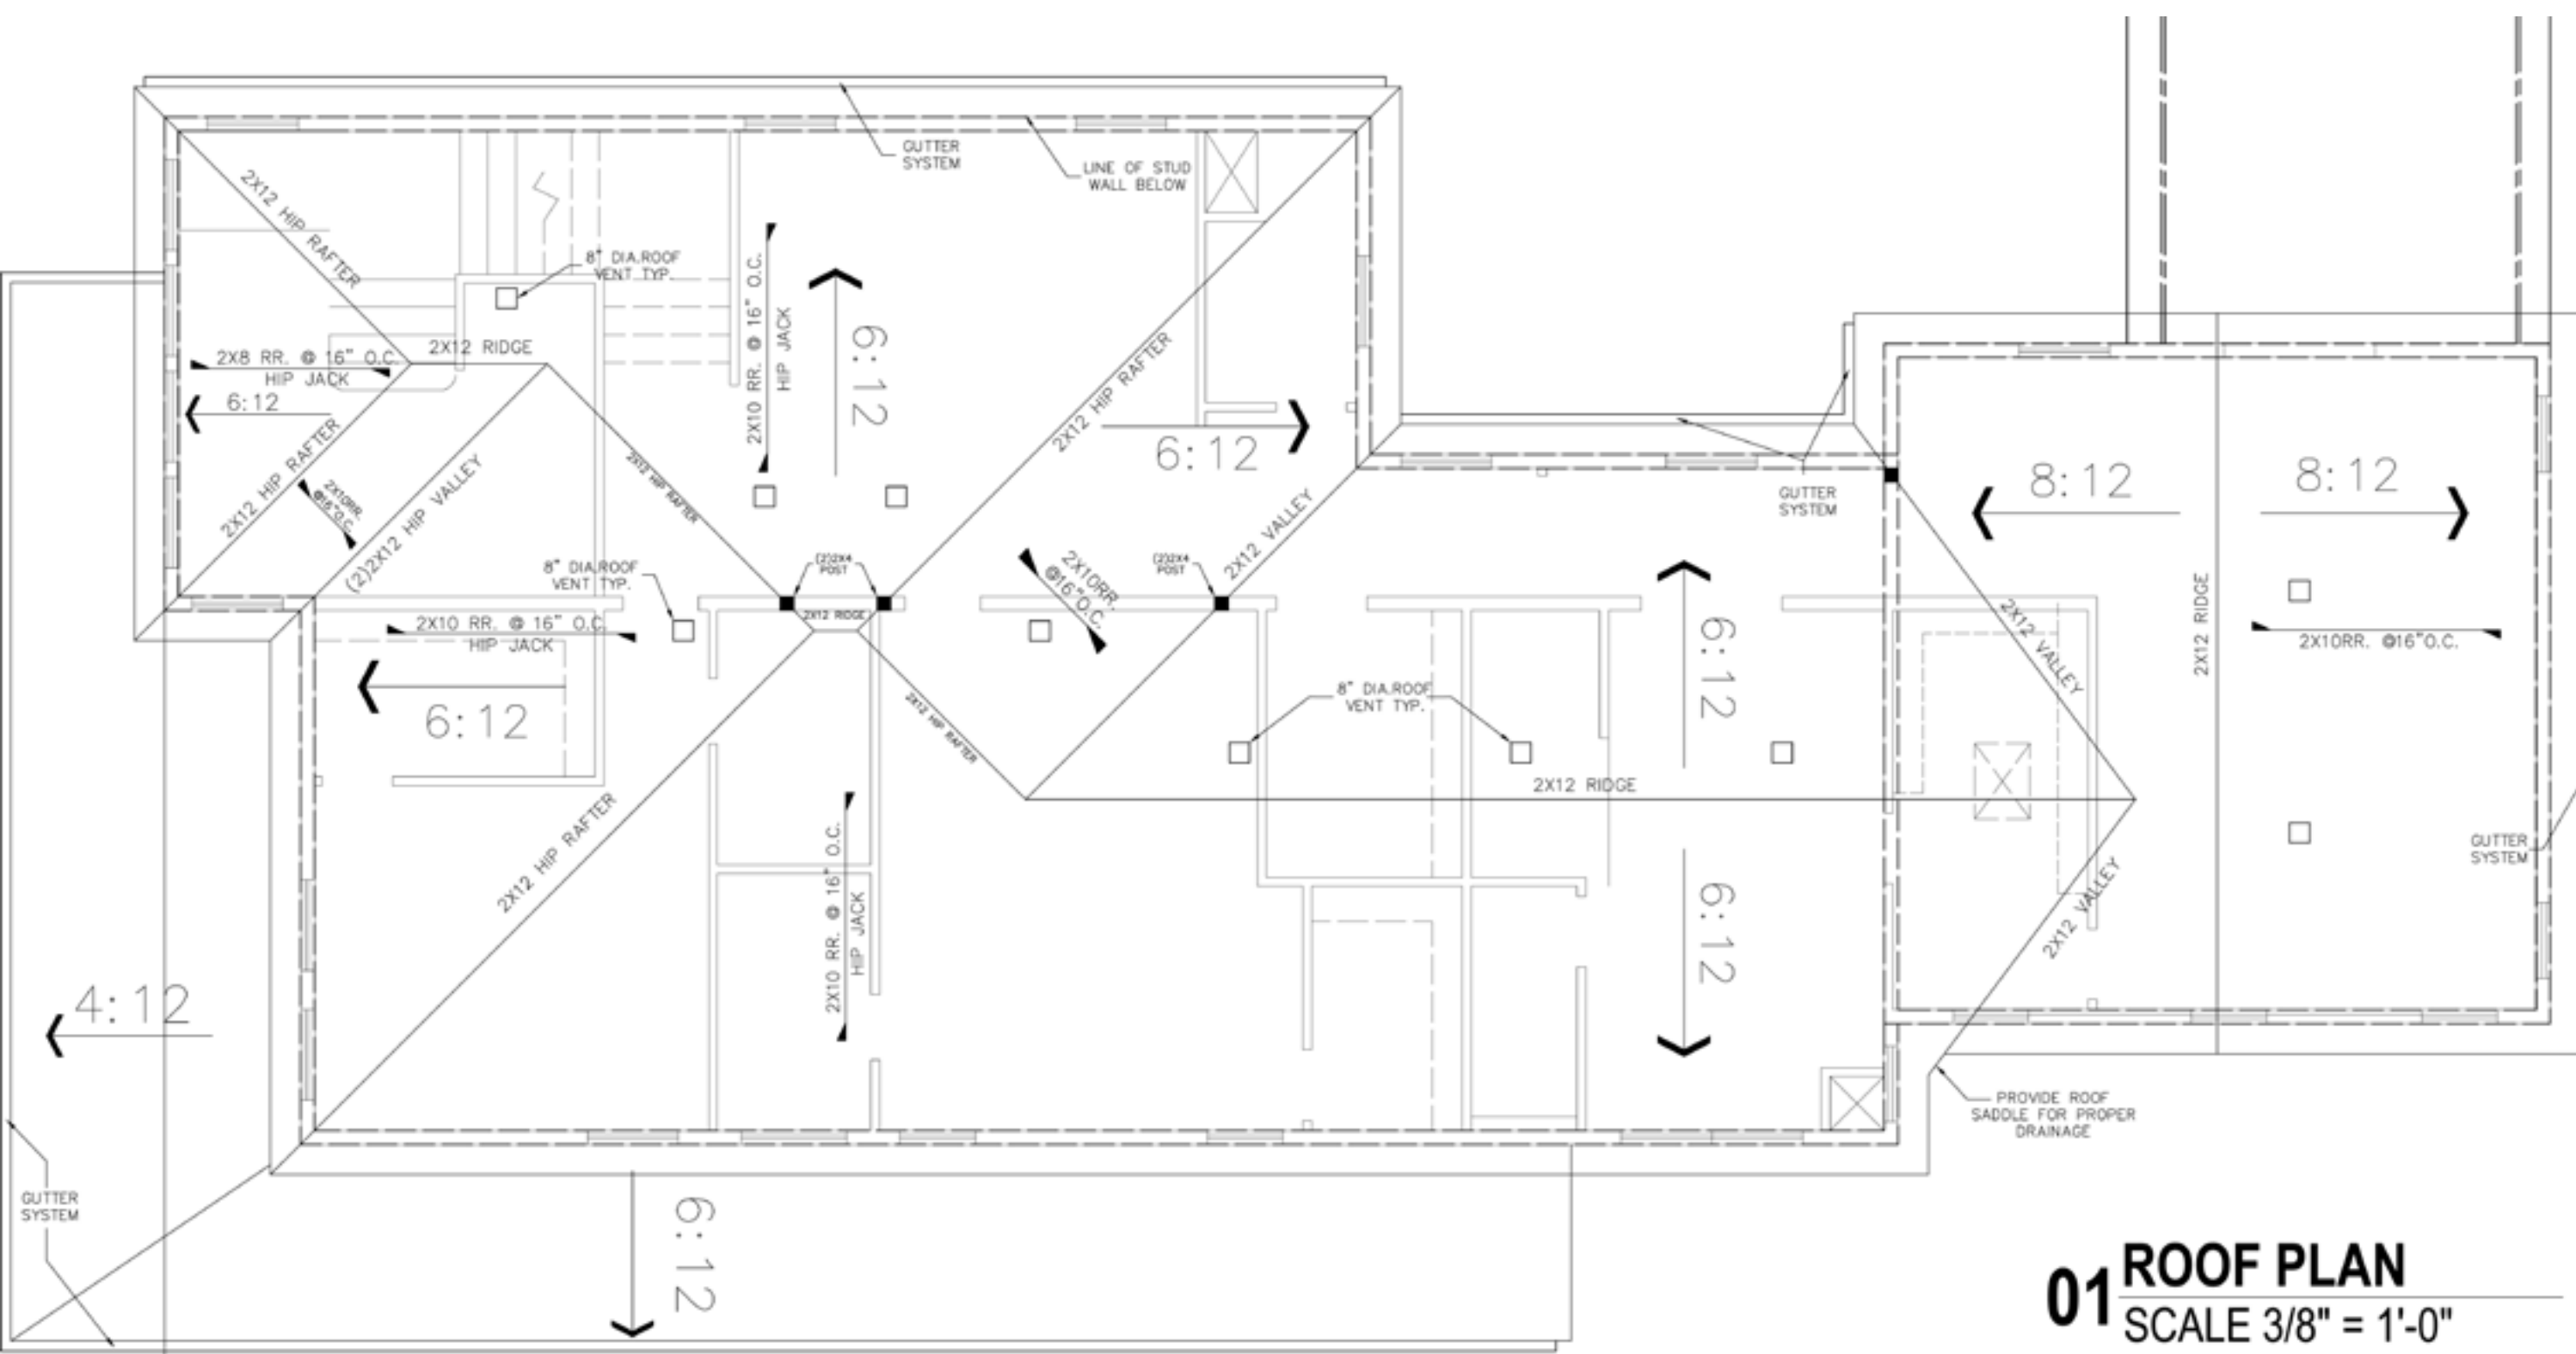 GUTTER
SYSTEM
LINE OF STUD
WALL BELOW
2X12 HIP RAFTER
8" DIA.ROOF
VENT TYP.
2X10 RR. @ 16" O.C.
HIP JACK
6:12
2X12 RIDGE
2X8 RR. @ 16" O.C.
HIP JACK
6:12
2X12 HIP RAFTER
2X10RR.
@16"O.C.
(2)2X12 HIP VALLEY
2X12 HIP RAFTER
2X12 HIP RAFTER
6:12
2X12 VALLEY
GUTTER
SYSTEM
8:12
8:12
8" DIA.ROOF
VENT TYP.
(2)2X4
POST
2X12 RIDGE
2X10RR.
@16"O.C.
(2)2X4
POST
2X10 RR. @ 16" O.C.
HIP JACK
6:12
2X12 HIP RAFTER
8" DIA.ROOF
VENT TYP.
6:12
2X12 RIDGE
2X12 VALLEY
2X12 RIDGE
2X10RR. @16"O.C.
2X12 HIP RAFTER
2X10 RR. @ 16" O.C.
HIP JACK
6:12
2X12 VALLEY
GUTTER
SYSTEM
4:12
PROVIDE ROOF
SADDLE FOR PROPER
DRAINAGE
GUTTER
SYSTEM
6:12
01 ROOF PLAN
SCALE 3/8" = 1'-0"